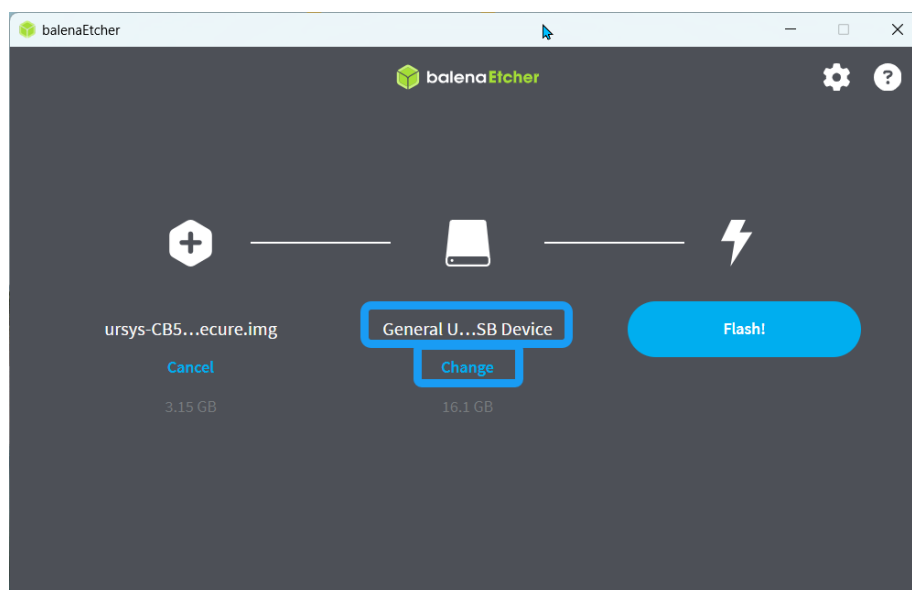 balenaEtcher
balenaEtcher
ursys-CB5...ecure.img
General U...SB Device
Flash!
Cancel
Change
3.15 GB
16.1 GB